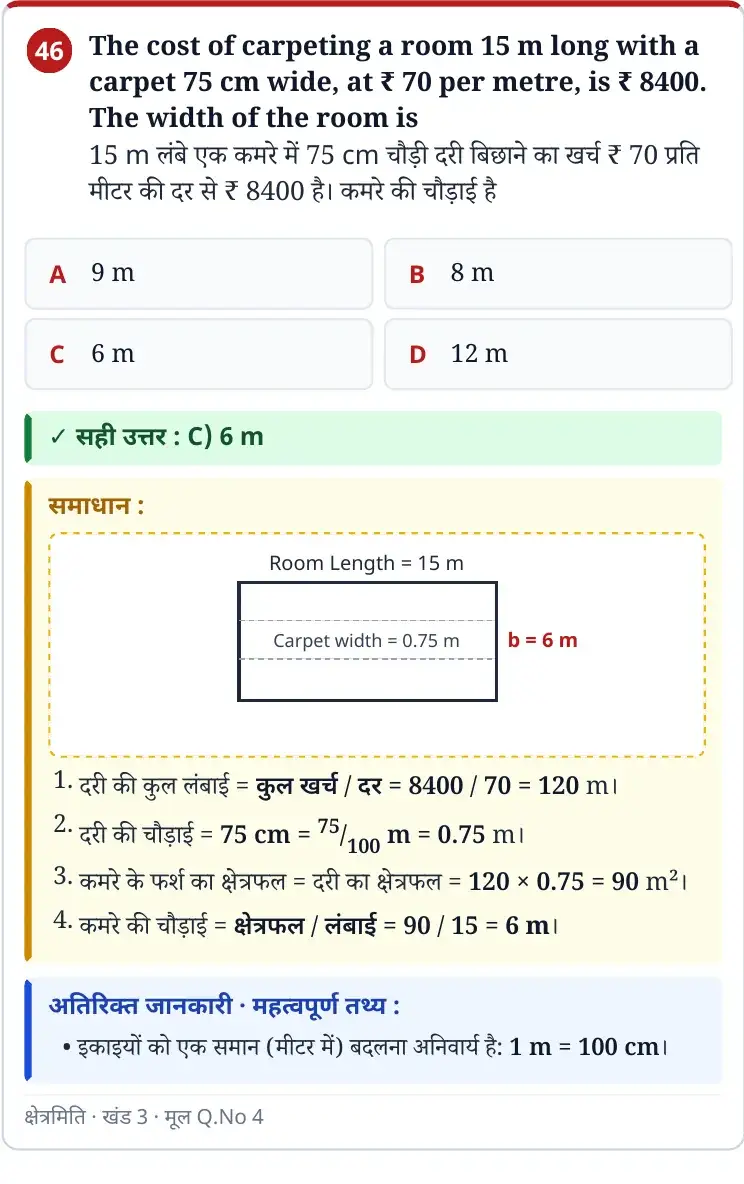 46 The cost of carpeting a room 15 m long with a
carpet 75 cm wide, at ₹ 70 per metre, is ₹ 8400.
The width of the room is
15 m लंबे एक कमरे में 75 cm चौड़ी दरी बिछाने का खर्च ₹ 70 प्रति
मीटर की दर से ₹ 8400 है। कमरे की चौड़ाई है
A 9 m
B 8 m
C 6 m
D 12 m
✓ सही उत्तर : C) 6 m
समाधान :
Room Length = 15 m
Carpet width = 0.75 m
b = 6 m
1. दरी की कुल लंबाई = कुल खर्च / दर = 8400 / 70 = 120 m।
2. दरी की चौड़ाई = 75 cm = 75/100 m = 0.75 m।
3. कमरे के फर्श का क्षेत्रफल = दरी का क्षेत्रफल = 120 × 0.75 = 90 m²।
4. कमरे की चौड़ाई = क्षेत्रफल / लंबाई = 90 / 15 = 6 m।
अतिरिक्त जानकारी · महत्वपूर्ण तथ्य :
• इकाइयों को एक समान (मीटर में) बदलना अनिवार्य है: 1 m = 100 cm।
क्षेत्रमिति · खंड 3 · मूल Q.No 4